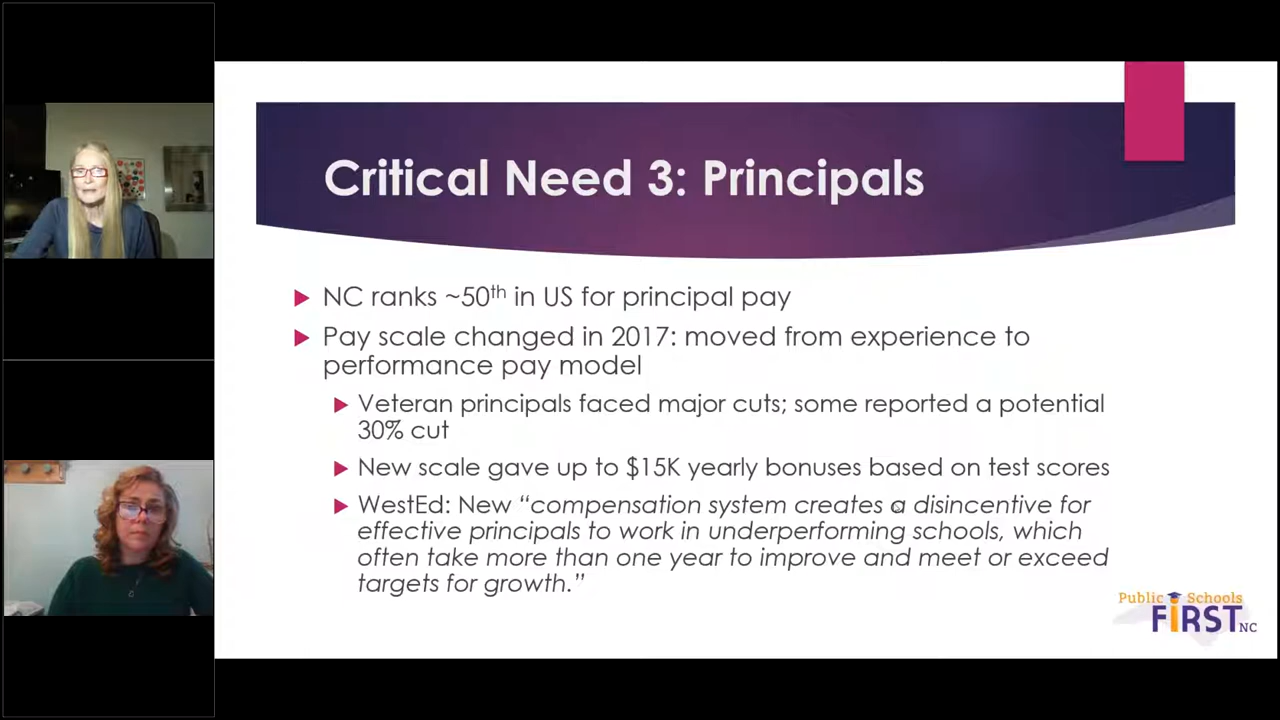 Critical Need 3: Principals
NC ranks ~50th in US for principal pay
Pay scale changed in 2017: moved from experience to
performance pay model
Veteran principals faced major cuts; some reported a potential
30% cut
New scale gave up to $15K yearly bonuses based on test scores
WestEd: New “compensation system creates a disincentive for
effective principals to work in underperforming schools, which
often take more than one year to improve and meet or exceed
targets for growth.”
Public Schools
FiRST NC